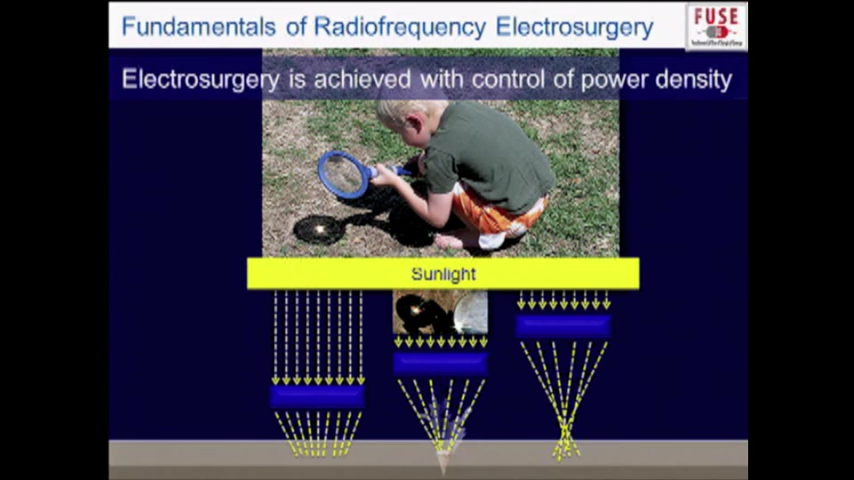 Fundamentals of Radiofrequency Electrosurgery
FUSE
Electrosurgery is achieved with control of power density
Sunlight